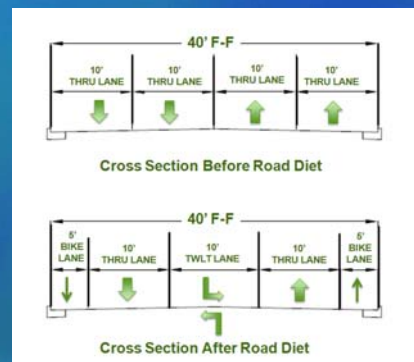 40' F-F
10'
THRU LANE
10'
THRU LANE
10'
THRU LANE
10'
THRU LANE
Cross Section Before Road Diet
40' F-F
5'
BIKE
LANE
10'
THRU LANE
10'
TWLT LANE
10'
THRU LANE
5'
BIKE
LANE
Cross Section After Road Diet